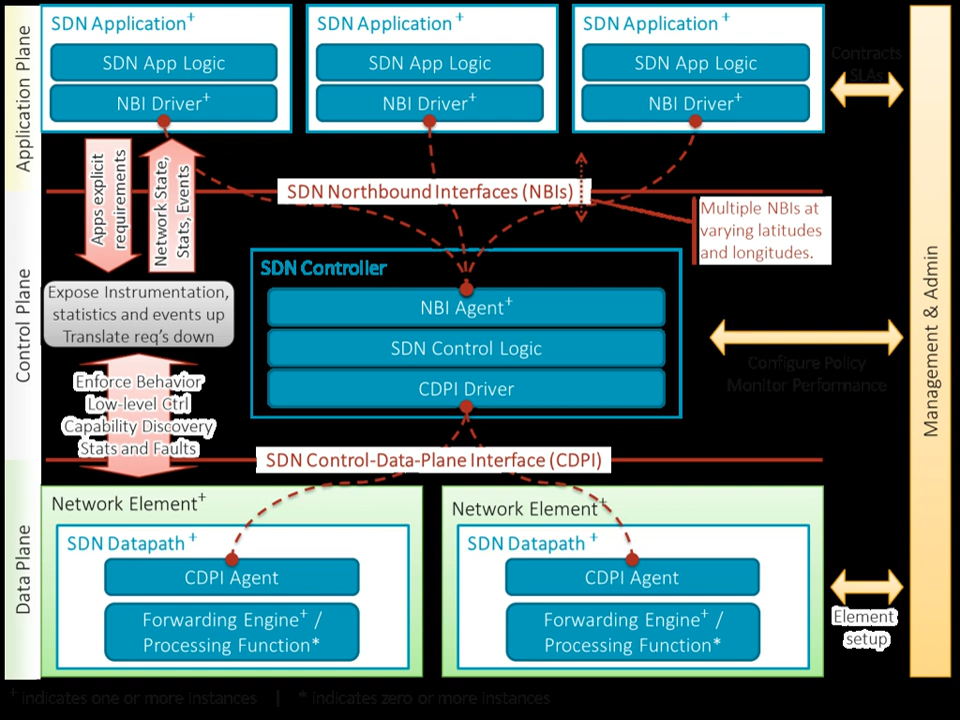 Application Plane
SDN Application+
SDN App Logic
NBI Driver+
SDN Application+
SDN App Logic
NBI Driver+
SDN Application+
SDN App Logic
NBI Driver+
Contracts
SLAs
Apps explicit
requirements
Network State,
Stats, Events
SDN Northbound Interfaces (NBIs)
Multiple NBIs at
varying latitudes
and longitudes.
Control Plane
Expose Instrumentation,
statistics and events up
Translate req's down
SDN Controller
NBI Agent+
SDN Control Logic
CDPI Driver
Configure Policy
Monitor Performance
Management & Admin
Enforce Behavior
Low-level Ctrl
Capability Discovery
Stats and Faults
SDN Control-Data-Plane Interface (CDPI)
Data Plane
Network Element+
SDN Datapath+
CDPI Agent
Forwarding Engine+ /
Processing Function*
Network Element+
SDN Datapath+
CDPI Agent
Forwarding Engine+ /
Processing Function*
Element
setup
+ indicates one or more instances | * indicates zero or more instances